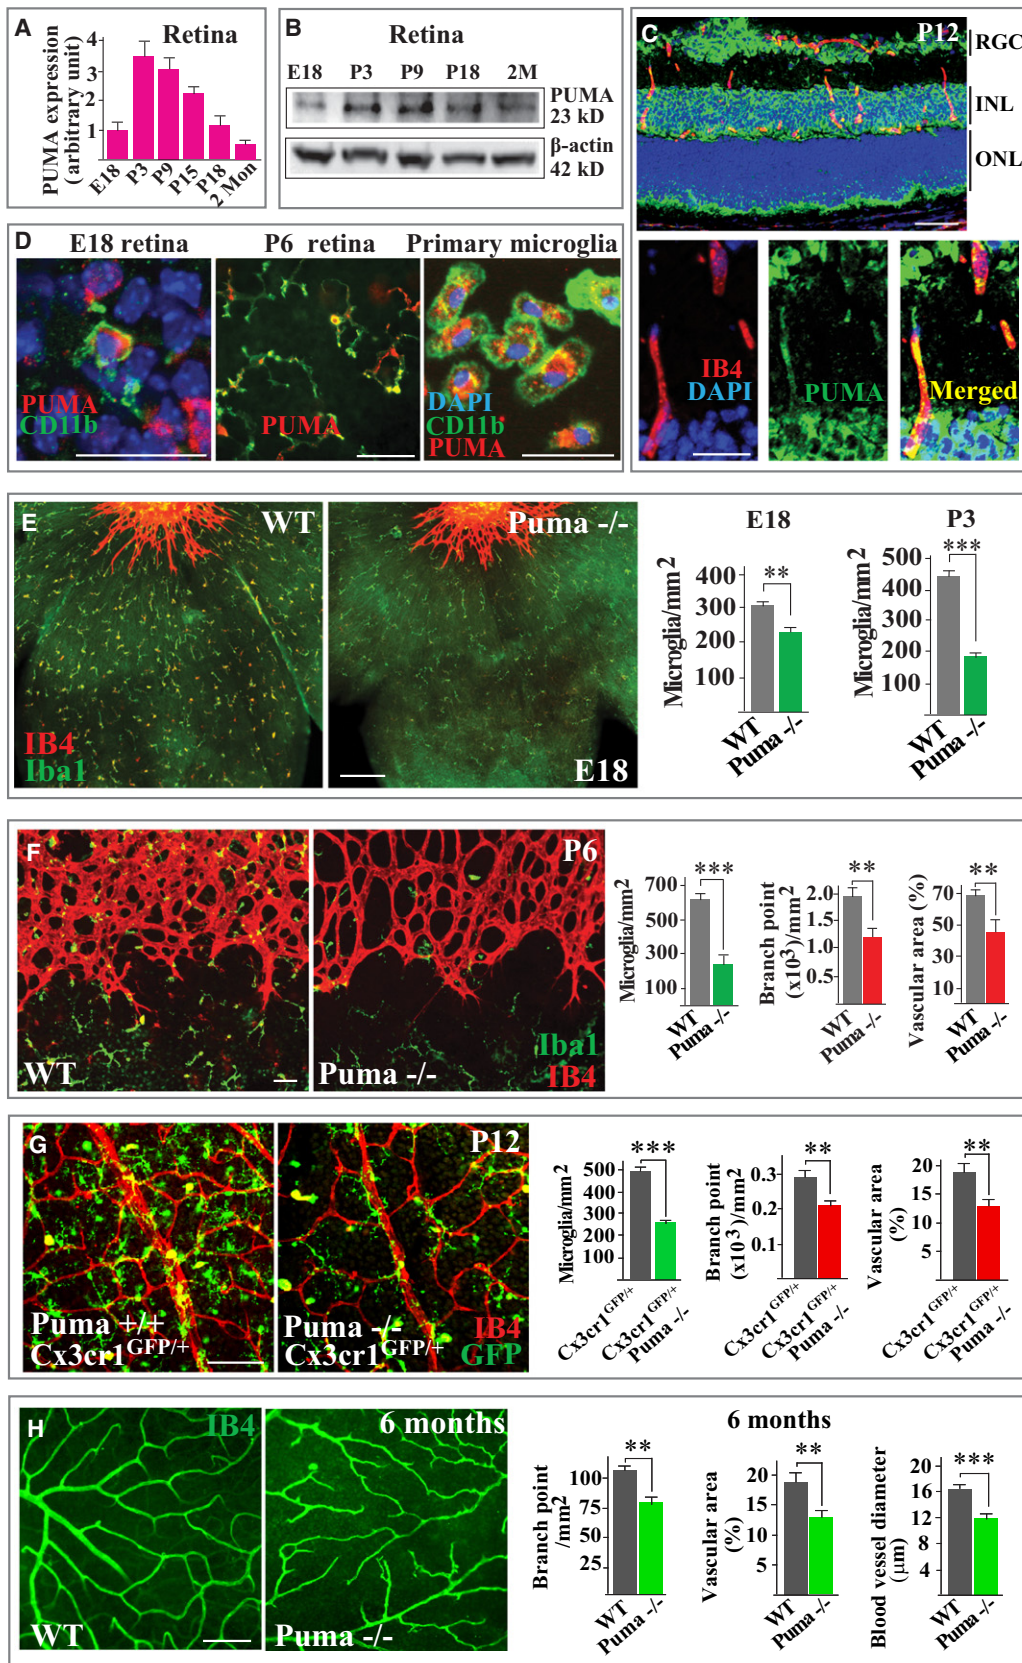 A
Retina
PUMA expression
(arbitrary unit)
4
3
2
1
E18
P3
P9
P15
P18
2 Mon
B
Retina
E18 P3 P9 P18 2M
PUMA
23 kD
β-actin
42 kD
C
P12
RGC
INL
ONL
IB4
DAPI
PUMA
Merged
D
E18 retina
P6 retina
Primary microglia
PUMA
CD11b
PUMA
DAPI
CD11b
PUMA
E
WT
IB4
Iba1
Puma -/-
E18
E18
Microglia/mm2
400
300
200
100
**
WT
Puma -/-
P3
Microglia/mm2
500
400
300
200
100
***
WT
Puma -/-
F
WT
P6
Puma -/-
Iba1
IB4
Microglia/mm2
700
500
300
100
***
WT
Puma -/-
Branch point
(x103)/mm2
2.0
1.5
1.0
0.5
**
WT
Puma -/-
Vascular area (%)
70
50
30
10
**
WT
Puma -/-
G
Puma +/+
Cx3cr1GFP/+
P12
Puma -/-
Cx3cr1GFP/+
IB4
GFP
Microglia/mm2
500
400
300
200
100
***
Cx3cr1GFP/+
Cx3cr1GFP/+
Puma -/-
Branch point
(x103)/mm2
0.3
0.2
0.1
**
Cx3cr1GFP/+
Cx3cr1GFP/+
Puma -/-
Vascular area
(%)
20
15
10
5
**
Cx3cr1GFP/+
Cx3cr1GFP/+
Puma -/-
H
IB4
WT
6 months
Puma -/-
6 months
Branch point
/mm2
100
75
50
25
**
WT
Puma -/-
Vascular area
(%)
20
15
10
5
**
WT
Puma -/-
Blood vessel diameter
(μm)
20
16
12
8
4
***
WT
Puma -/-